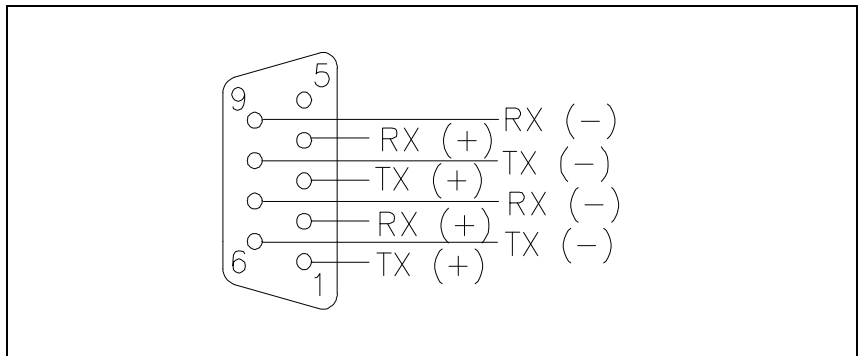 5
9
RX (-)
RX (+)
TX (-)
TX (+)
RX (-)
RX (+)
TX (-)
6
TX (+)
1